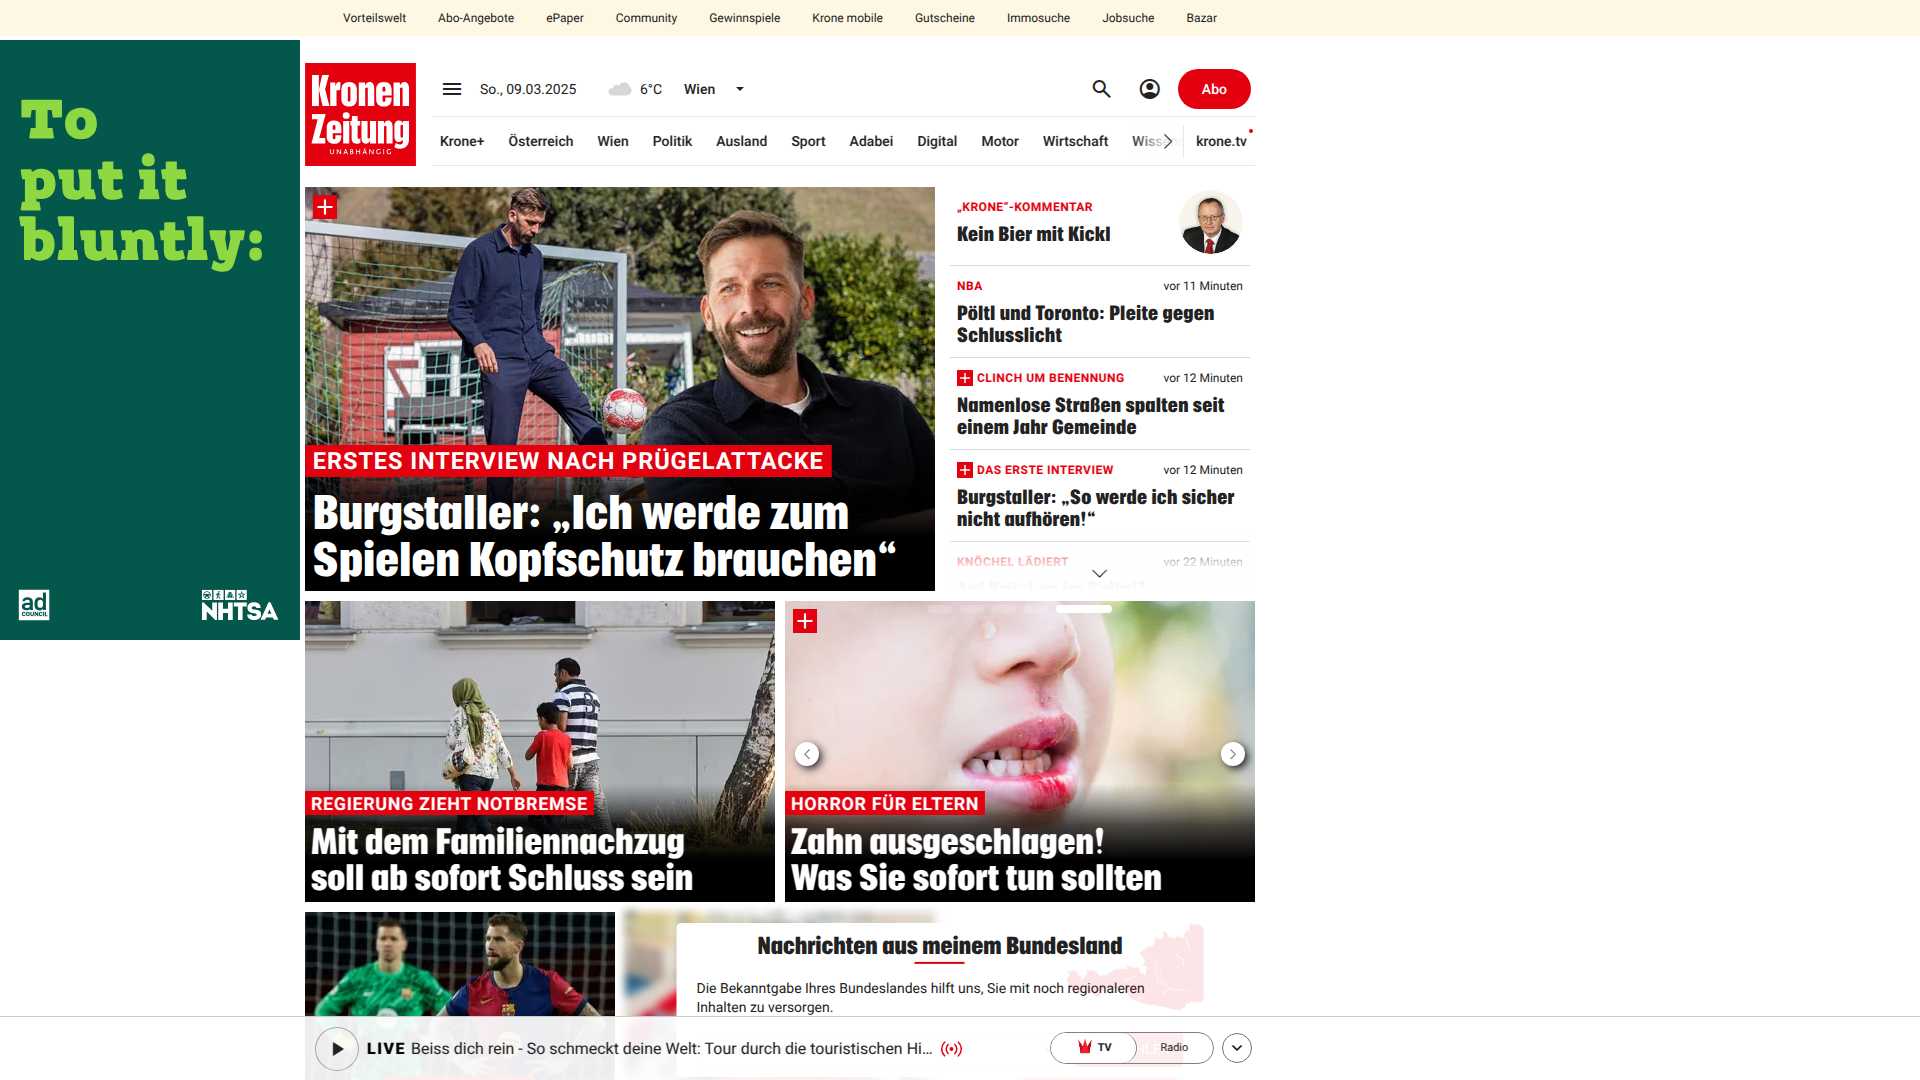 Vorteilswelt Abo-Angebote ePaper Community Gewinnspiele Krone mobile Gutscheine Immosuche Jobsuche Bazar
To
put it
bluntly:
ad
COUNCIL
NHTSA
Kronen
Zeitung
UNABHÄNGIG
So., 09.03.2025 6°C Wien Abo
Krone+ Österreich Wien Politik Ausland Sport Adabei Digital Motor Wirtschaft krone.tv
ERSTES INTERVIEW NACH PRÜGELATTACKE
Burgstaller: „Ich werde zum
Spielen Kopfschutz brauchen“
„KRONE“-KOMMENTAR
Kein Bier mit Kickl
NBA vor 11 Minuten
Pöltl und Toronto: Pleite gegen
Schlusslicht
CLINCH UM BENENNUNG vor 12 Minuten
Namenlose Straßen spalten seit
einem Jahr Gemeinde
DAS ERSTE INTERVIEW vor 12 Minuten
Burgstaller: „So werde ich sicher
nicht aufhören!“
KNÖCHEL LÄDIERT vor 22 Minuten
REGIERUNG ZIEHT NOTBREMSE
Mit dem Familiennachzug
soll ab sofort Schluss sein
HORROR FÜR ELTERN
Zahn ausgeschlagen!
Was Sie sofort tun sollten
Nachrichten aus meinem Bundesland
Die Bekanntgabe Ihres Bundeslandes hilft uns, Sie mit noch regionaleren
Inhalten zu versorgen.
LIVE Beiss dich rein - So schmeckt deine Welt: Tour durch die touristischen Hi... TV Radio